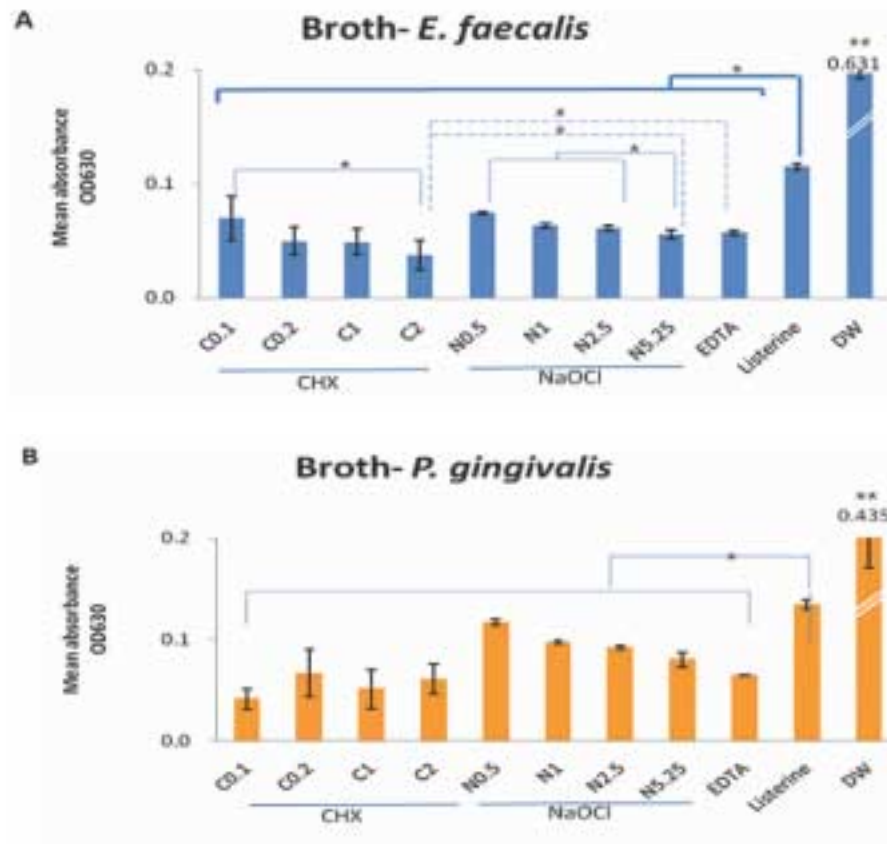 A
Broth- E. faecalis
**
0.631
0.2
*
#
#
*
*
0.1
Mean absorbance
OD630
0.0
C0.1
C0.2
C1
C2
N0.5
N1
N2.5
N5.25
EDTA
Listerine
DW
CHX
NaOCl
B
Broth- P. gingivalis
**
0.435
0.2
*
0.1
Mean absorbance
OD630
0.0
C0.1
C0.2
C1
C2
N0.5
N1
N2.5
N5.25
EDTA
Listerine
DW
CHX
NaOCl